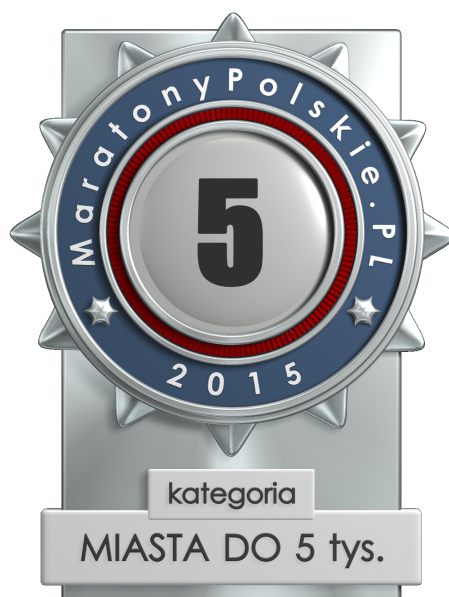 MaratonyPolskie.PL
5
2015
kategoria
MIASTA DO 5 tys.